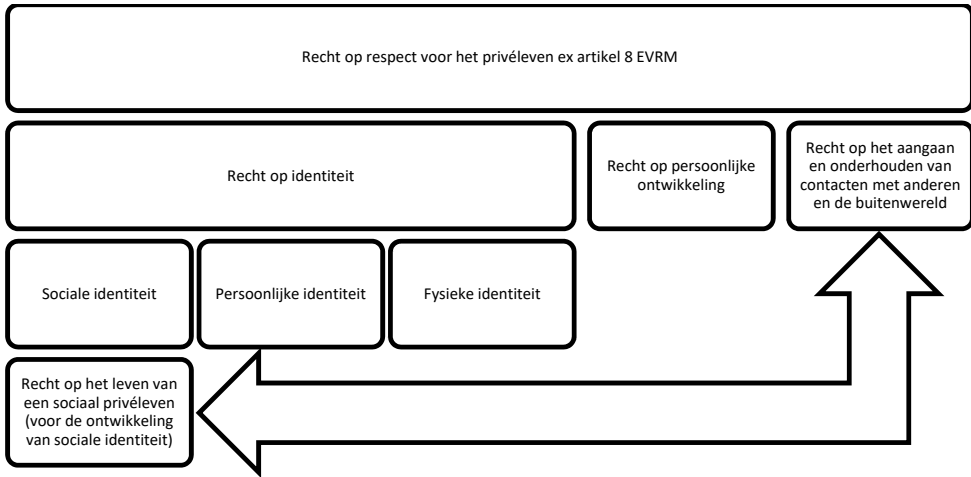 Recht op respect voor het privéleven ex artikel 8 EVRM
Recht op identiteit
Recht op persoonlijke
ontwikkeling
Recht op het aangaan
en onderhouden van
contacten met anderen
en de buitenwereld
Sociale identiteit
Persoonlijke identiteit
Fysieke identiteit
Recht op het leven van
een sociaal privéleven
(voor de ontwikkeling
van sociale identiteit)